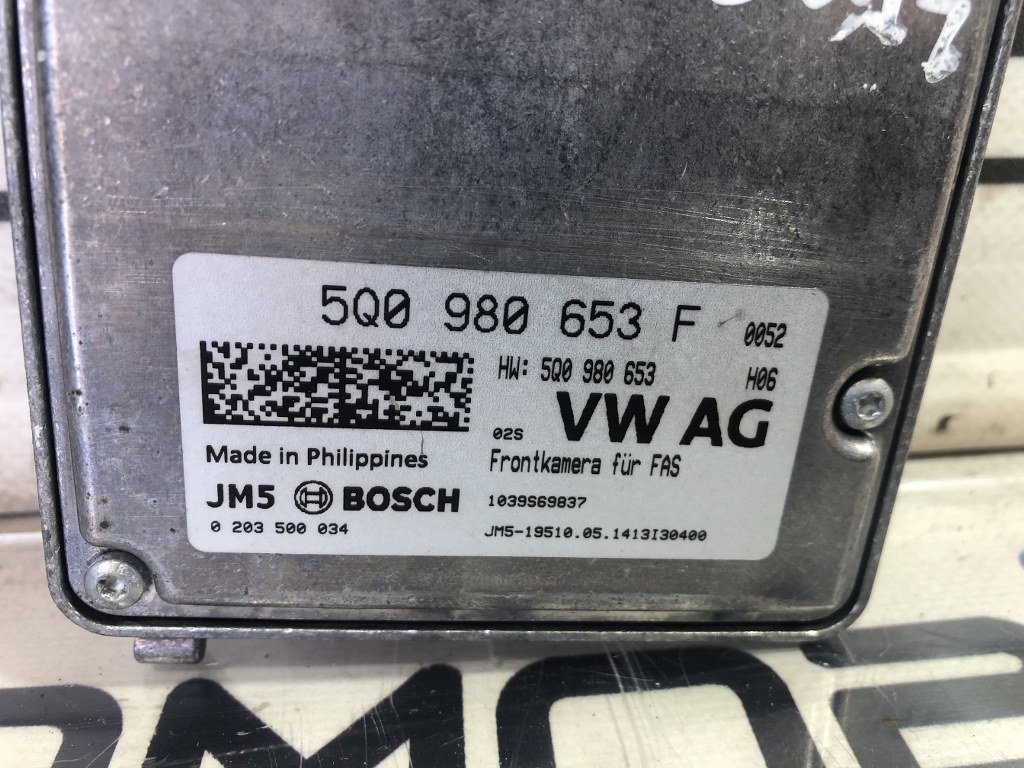 5Q0 980 653 F 0052
HW: 5Q0 980 653 H06
02S VW AG
Made in Philippines Frontkamera für FAS
JM5 BOSCH 1039S69837
0 203 500 034 JM5-19510.05.1413I30400